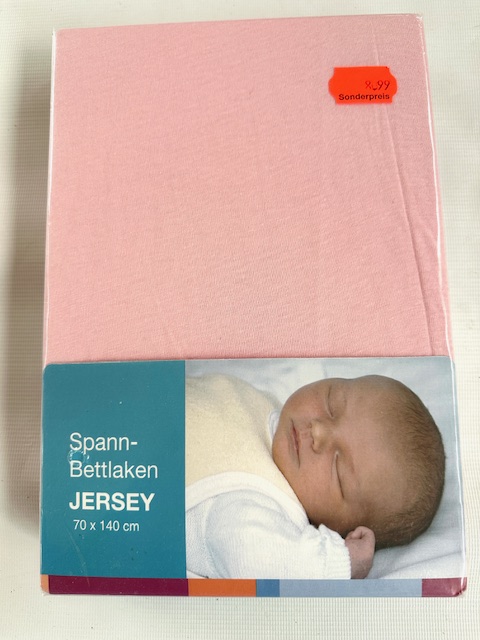 8.99
Sonderpreis
Spann-
Bettlaken
JERSEY
70 x 140 cm